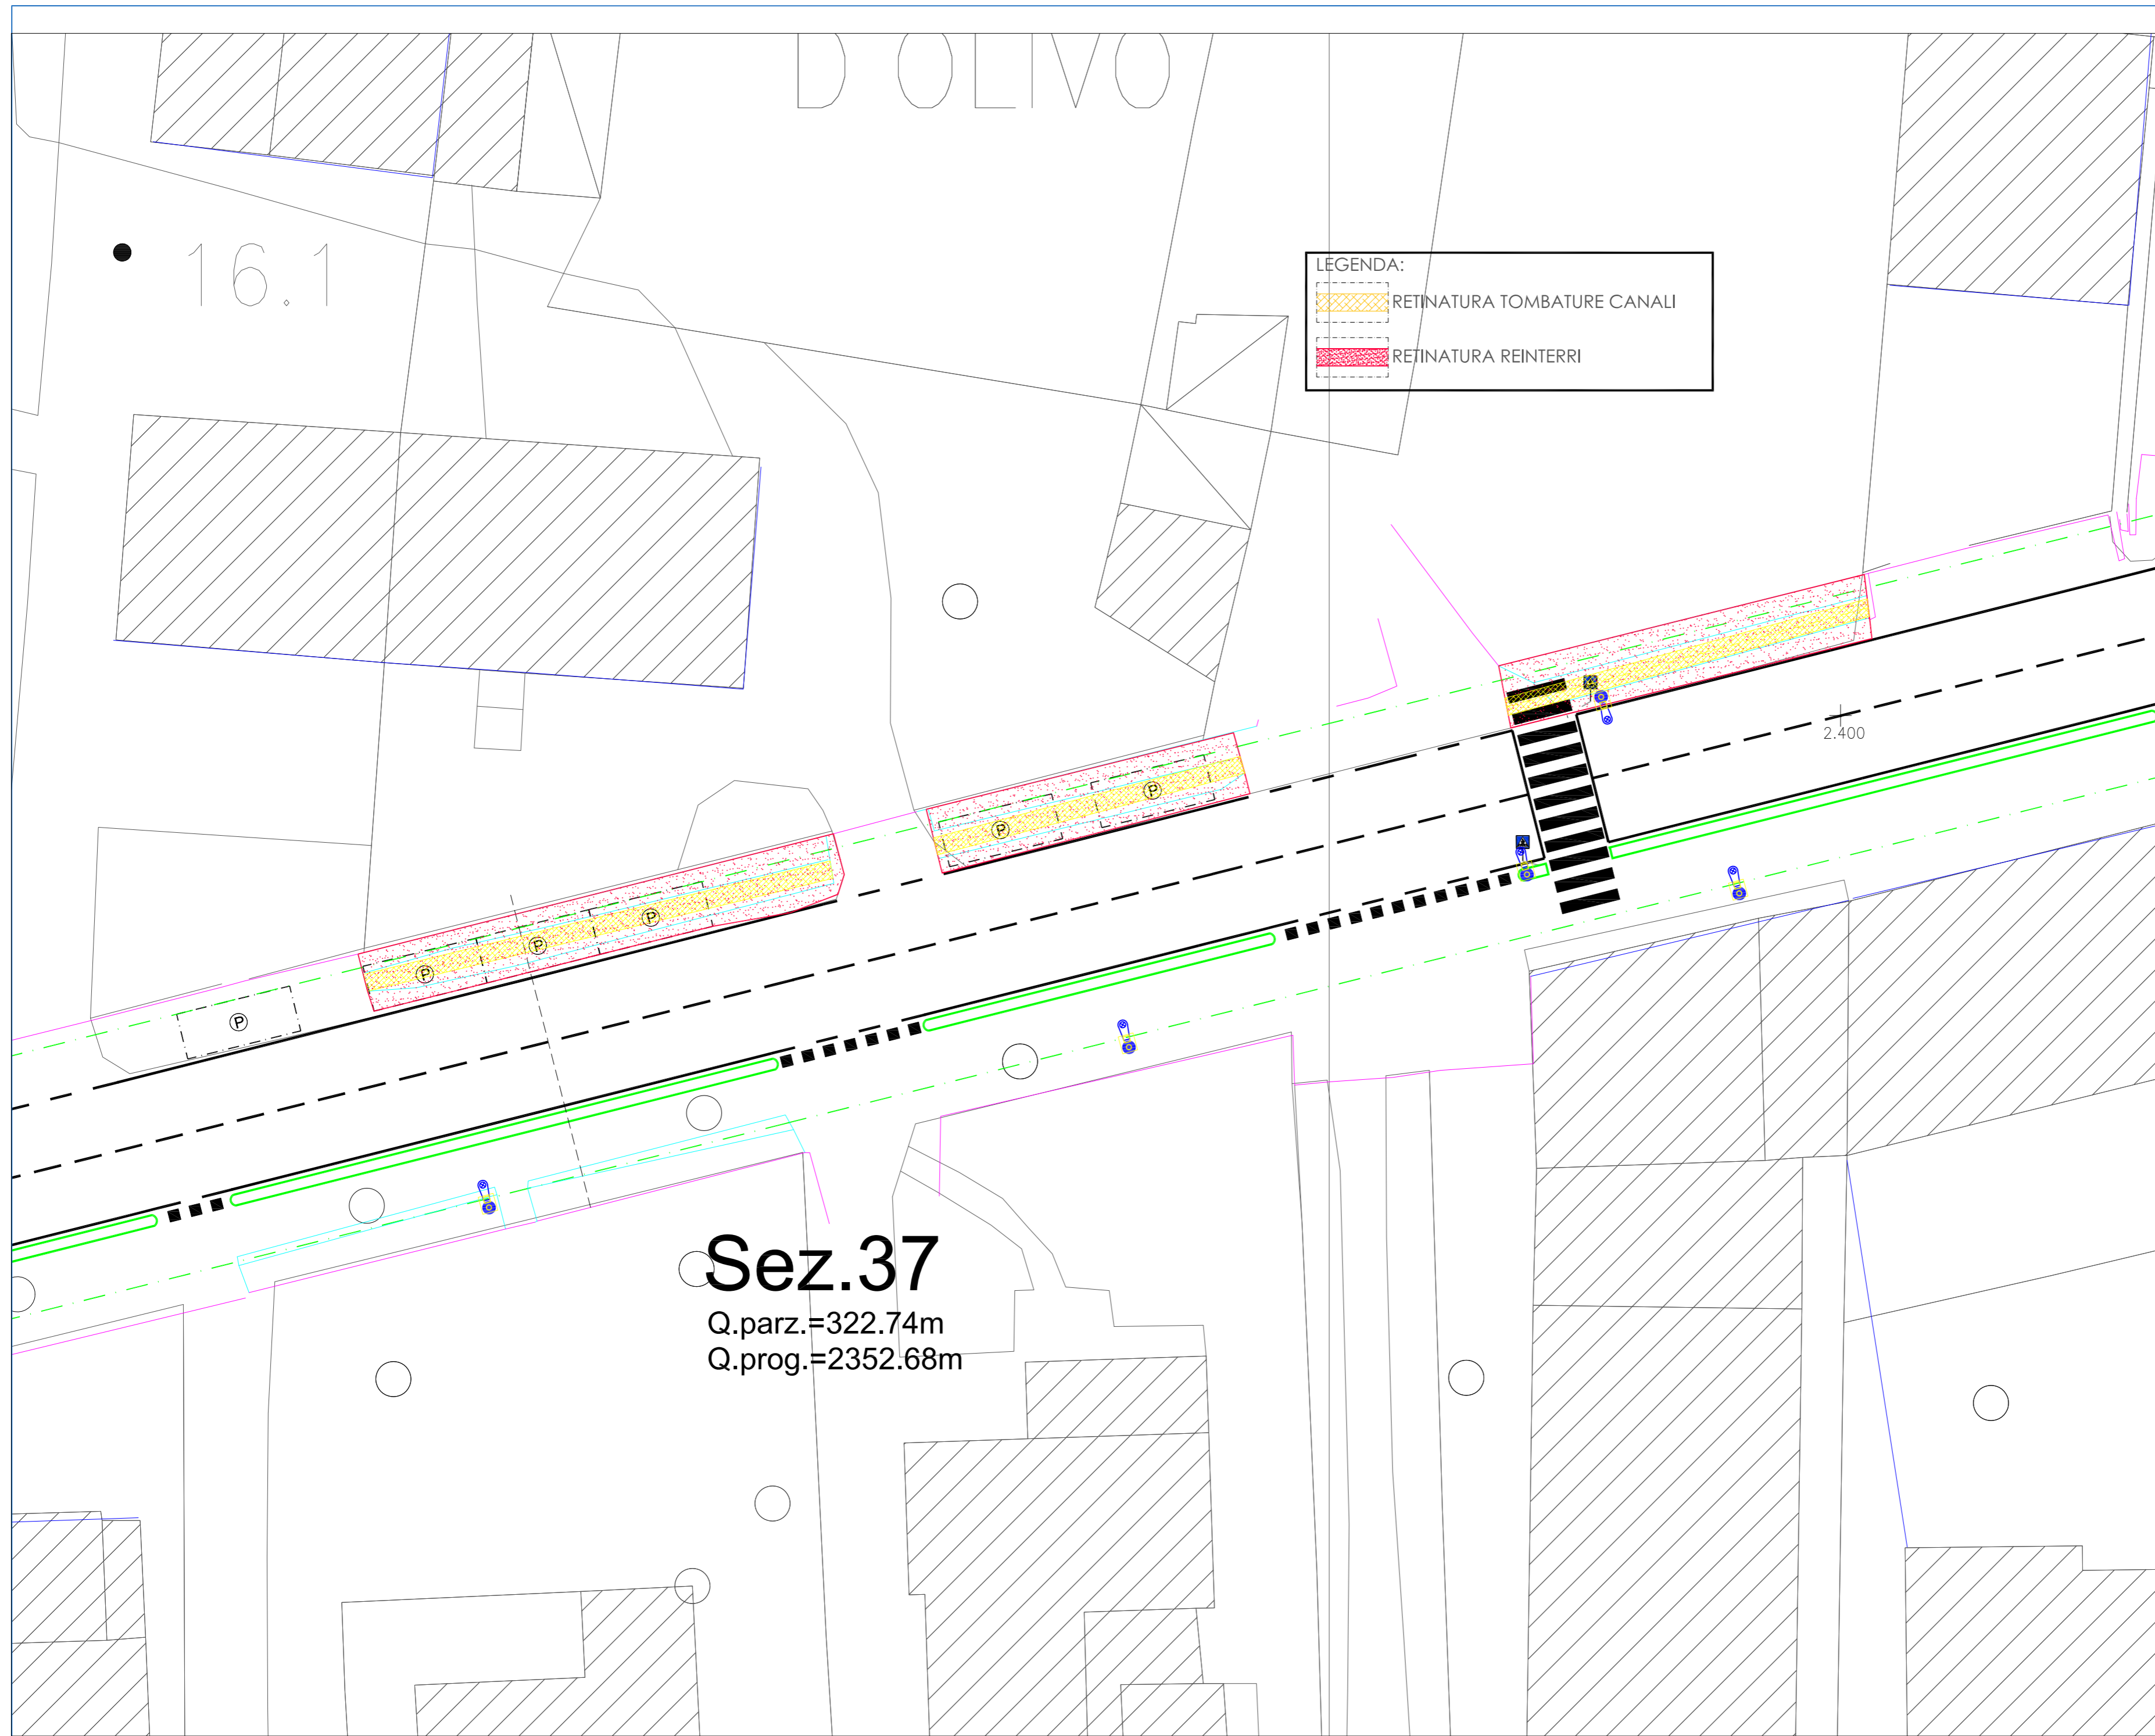 D'OLIVO
16.1
LEGENDA:
RETINATURA TOMBATURE CANALI
RETINATURA REINTERRI
2.400
P
P
P
P
P
P
Sez.37
Q.parz.=322.74m
Q.prog.=2352.68m